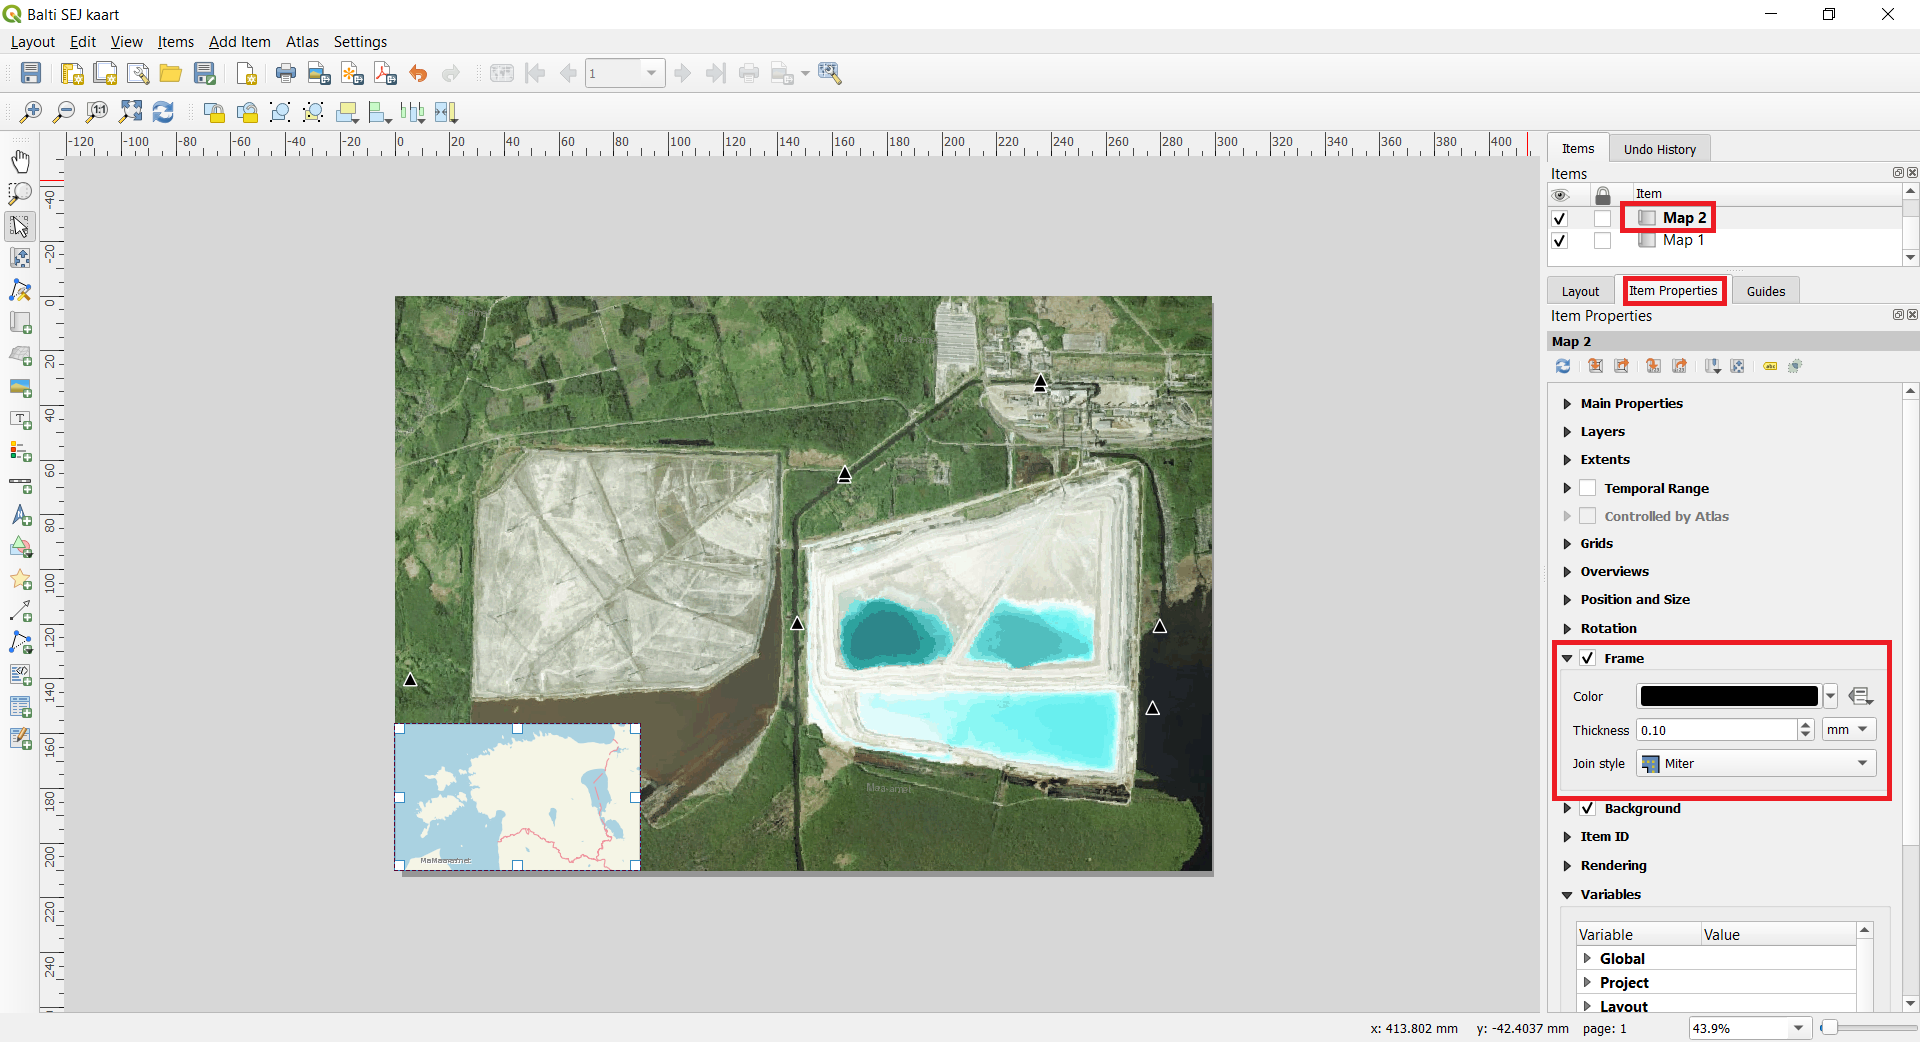 Balti SEJ kaart
Layout Edit View Items Add Item Atlas Settings
1
-120 -100 -80 -60 -40 -20 0 20 40 60 80 100 120 140 160 180 200 220 240 260 280 300 320 340 360 380 400
-40
-20
0
20
40
60
80
100
120
140
160
180
200
220
240
Items Undo History
Items
Item
Map 2
Map 1
Layout Item Properties Guides
Item Properties
Map 2
Main Properties
Layers
Extents
Temporal Range
Controlled by Atlas
Grids
Overviews
Position and Size
Rotation
Frame
Color
Thickness 0.10 mm
Join style Miter
Background
Item ID
Rendering
Variables
Variable Value
Global
Project
Layout
Maa-amet
x: 413.802 mm y: -42.4037 mm page: 1 43.9%